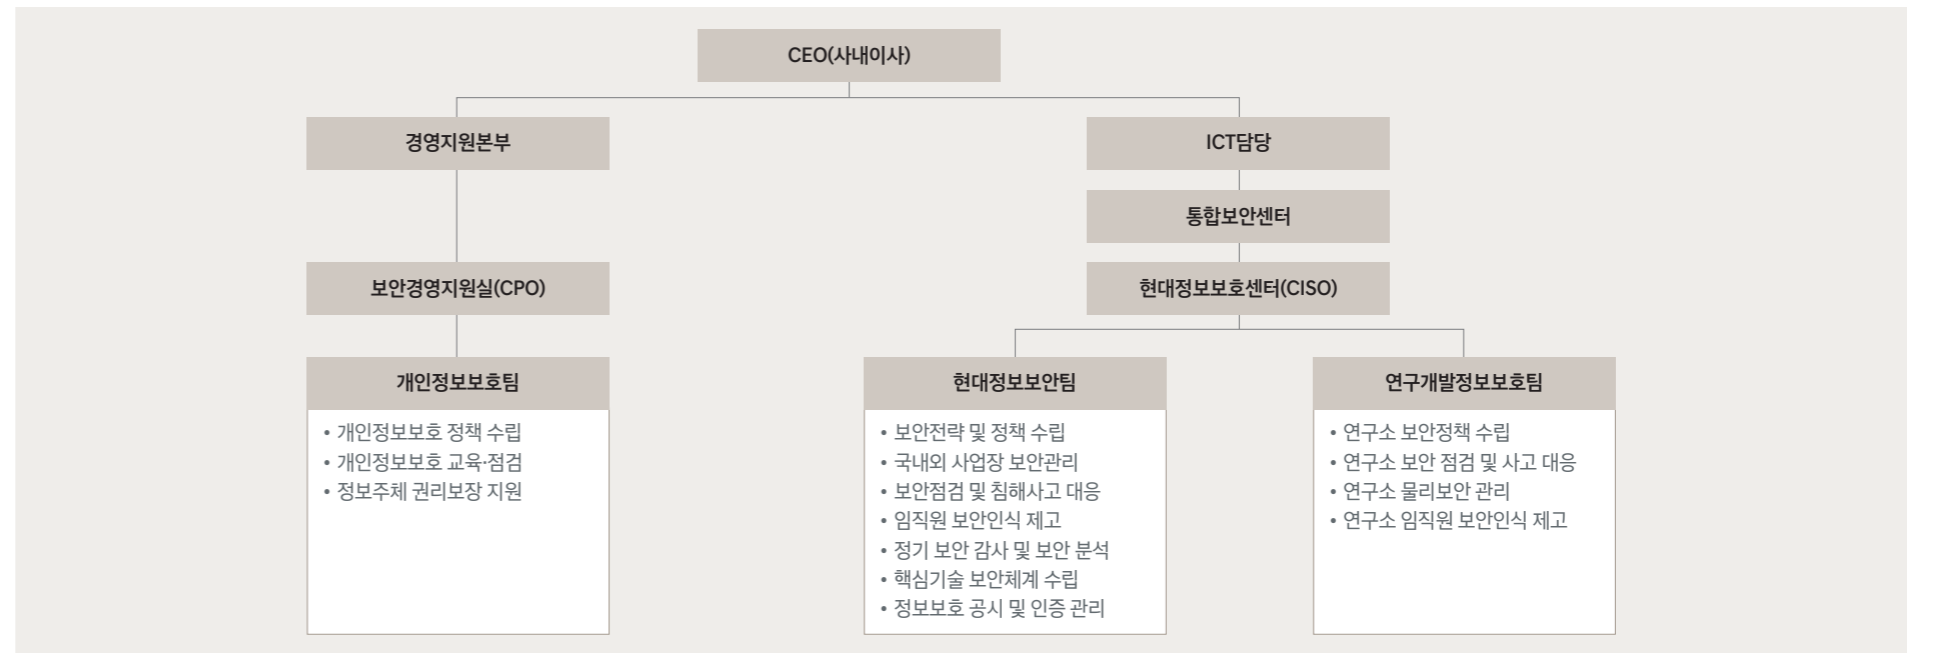 CEO(사내이사)
경영지원본부
ICT담당
통합보안센터
보안경영지원실(CPO)
현대정보보호센터(CISO)
개인정보보호팀
• 개인정보보호 정책 수립
• 개인정보보호 교육·점검
• 정보주체 권리보장 지원
현대정보보안팀
• 보안전략 및 정책 수립
• 국내외 사업장 보안관리
• 보안점검 및 침해사고 대응
• 임직원 보안인식 제고
• 정기 보안 감사 및 보안 분석
• 핵심기술 보안체계 수립
• 정보보호 공시 및 인증 관리
연구개발정보보호팀
• 연구소 보안정책 수립
• 연구소 보안 점검 및 사고 대응
• 연구소 물리보안 관리
• 연구소 임직원 보안인식 제고